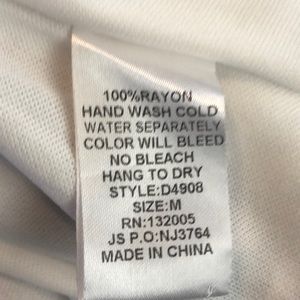 100%RAYON
HAND WASH COLD
WATER SEPARATELY
COLOR WILL BLEED
NO BLEACH
HANG TO DRY
STYLE:D4908
SIZE:M
RN:132005
JS P.O:NJ3764
MADE IN CHINA